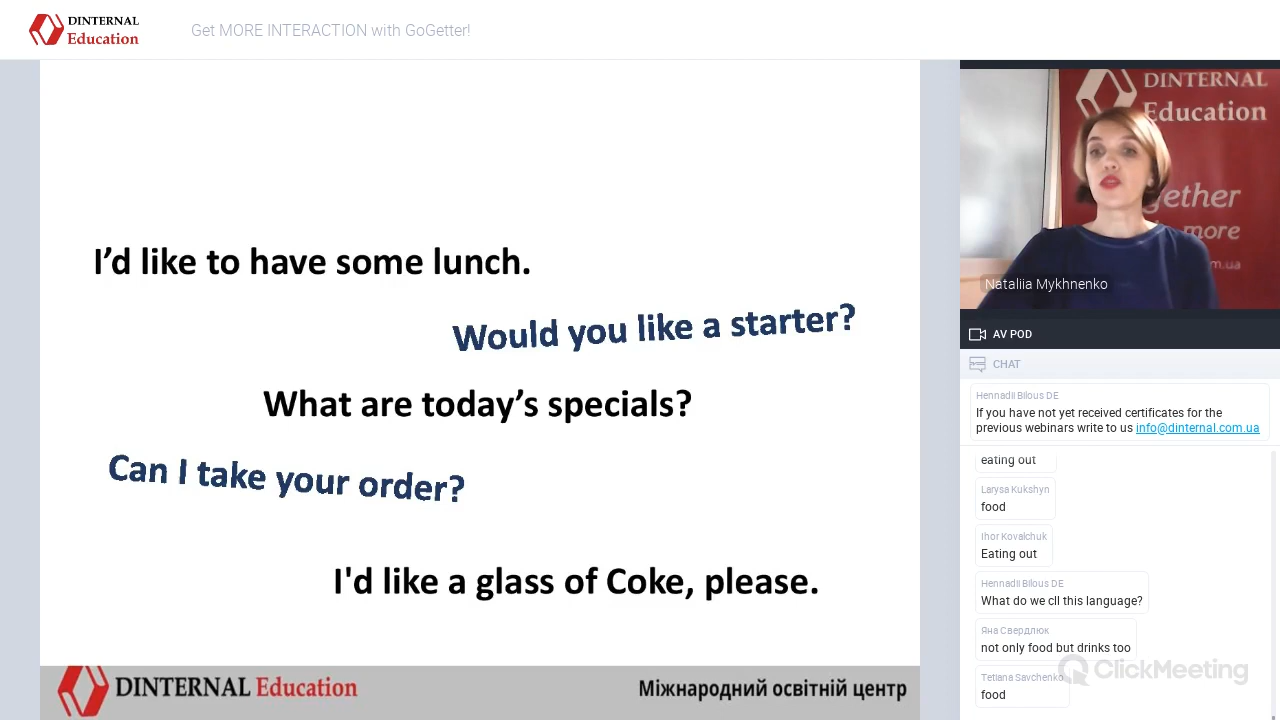 DINTERNAL
Education
Get MORE INTERACTION with GoGetter!
I’d like to have some lunch.
Would you like a starter?
What are today’s specials?
Can I take your order?
I'd like a glass of Coke, please.
DINTERNAL Education
Міжнародний освітній центр
DINTERNAL
Education
gether
more
m.ua
Nataliia Mykhnenko
AV POD
CHAT
Hennadii Bilous DE
If you have not yet received certificates for the
previous webinars write to us info@dinternal.com.ua
eating out
Larysa Kukshyn
food
Ihor Kovalchuk
Eating out
Hennadii Bilous DE
What do we cll this language?
Яна Свердлюк
not only food but drinks too
Tetiana Savchenko
food
ClickMeeting